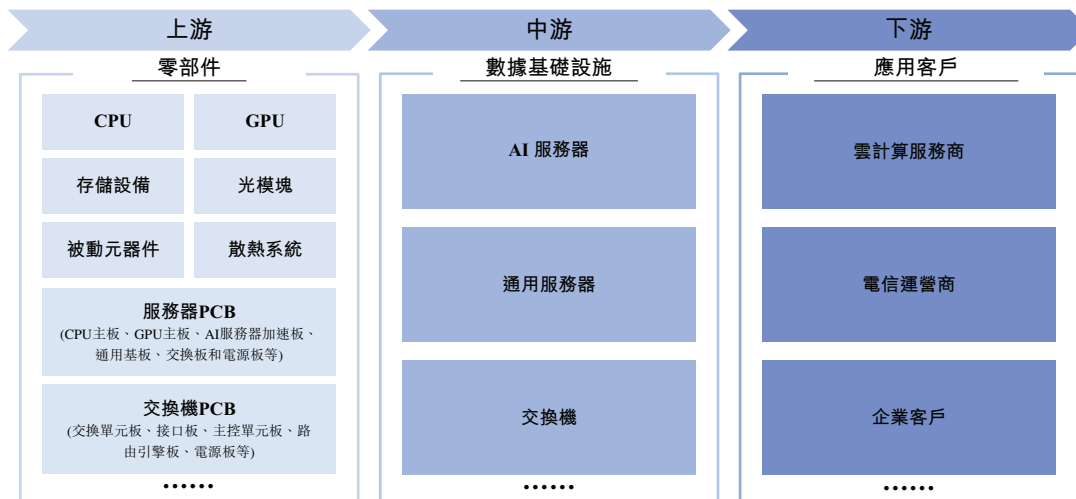 上游
中游
下游
零部件
數據基礎設施
應用客戶
CPU
GPU
存儲設備
光模塊
被動元器件
散熱系統
服務器PCB
(CPU主板、GPU主板、AI服務器加速板、
通用基板、交換板和電源板等)
交換機PCB
(交換單元板、接口板、主控單元板、路
由引擎板、電源板等)
......
AI 服務器
通用服務器
交換機
......
雲計算服務商
電信運營商
企業客戶
......